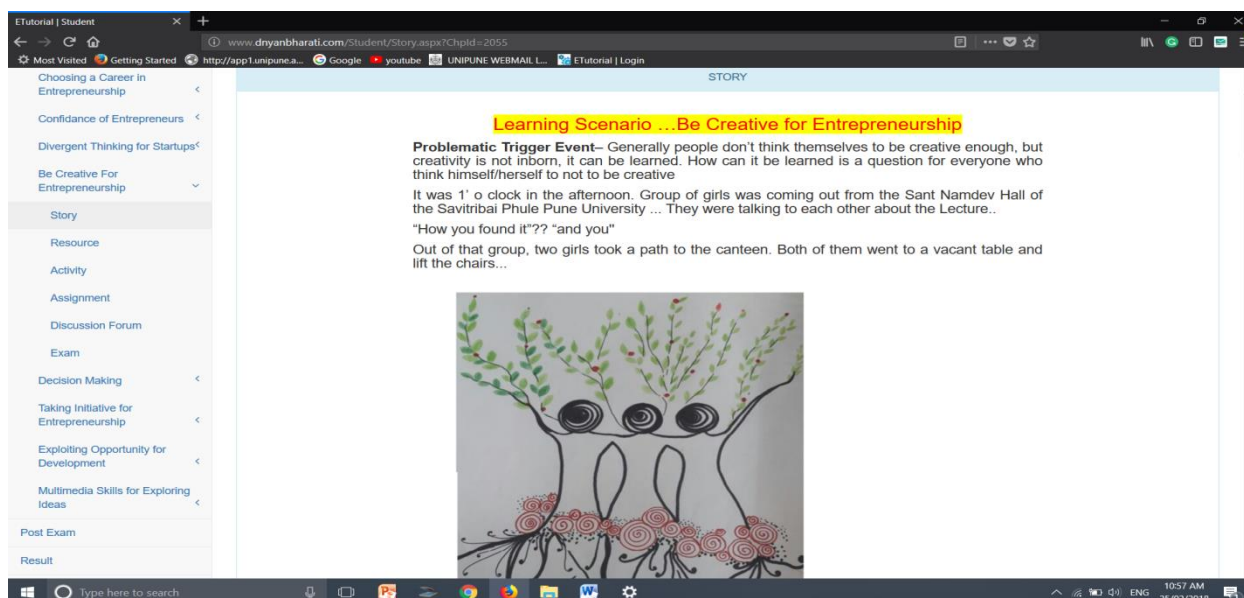 ETutorial | Student
www.dnyanbharati.com/Student/Story.aspx?ChpId=2055
Most Visited
Getting Started
http://app1.unipune.a...
Google
youtube
UNIPUNE WEBMAIL L...
ETutorial | Login
Choosing a Career in
Entrepreneurship
Confidance of Entrepreneurs
Divergent Thinking for Startups
Be Creative For
Entrepreneurship
Story
Resource
Activity
Assignment
Discussion Forum
Exam
Decision Making
Taking Initiative for
Entrepreneurship
Exploiting Opportunity for
Development
Multimedia Skills for Exploring
Ideas
Post Exam
Result
STORY
Learning Scenario ...Be Creative for Entrepreneurship
Problematic Trigger Event– Generally people don't think themselves to be creative enough, but
creativity is not inborn, it can be learned. How can it be learned is a question for everyone who
think himself/herself to not to be creative
It was 1' o clock in the afternoon. Group of girls was coming out from the Sant Namdev Hall of
the Savitribai Phule Pune University ... They were talking to each other about the Lecture..
“How you found it”?? “and you"
Out of that group, two girls took a path to the canteen. Both of them went to a vacant table and
lift the chairs...
Type here to search
ENG
10:57 AM